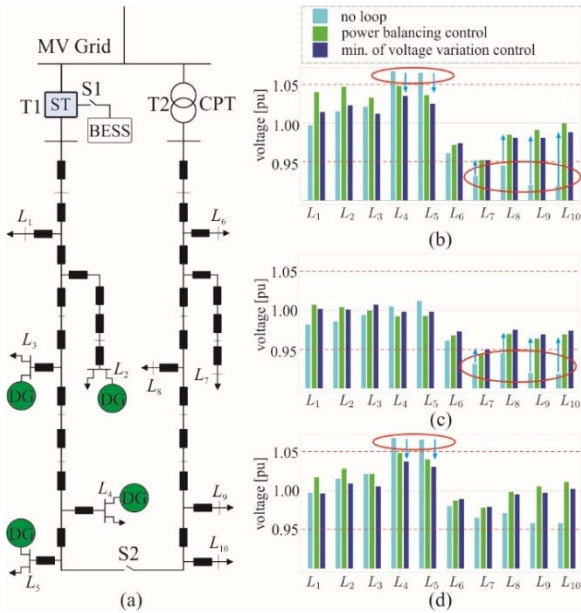 MV Grid
S1
T1
ST
BESS
T2
CPT
L1
L6
L3
DG
L2
DG
L8
L7
L4
DG
L9
DG
L5
S2
L10
(a)
no loop
power balancing control
min. of voltage variation control
voltage [pu]
1.05
1.00
0.95
L1 L2 L3 L4 L5 L6 L7 L8 L9 L10
(b)
voltage [pu]
1.05
1.00
0.95
L1 L2 L3 L4 L5 L6 L7 L8 L9 L10
(c)
voltage [pu]
1.05
1.00
0.95
L1 L2 L3 L4 L5 L6 L7 L8 L9 L10
(d)